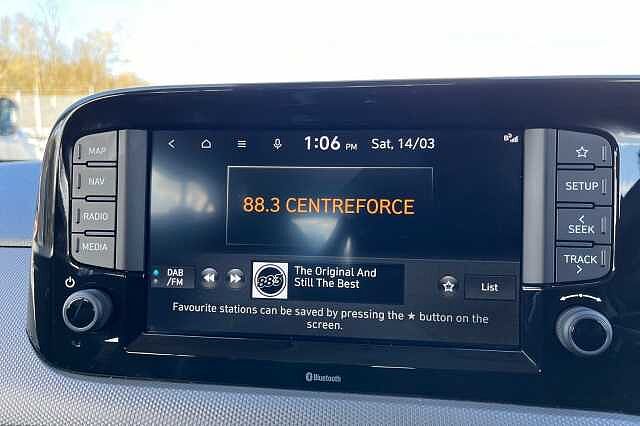 1:06 PM Sat, 14/03
MAP
NAV
RADIO
MEDIA
SETUP
SEEK
TRACK
88.3 CENTREFORCE
DAB
/FM
883
The Original And
Still The Best
List
Favourite stations can be saved by pressing the ★ button on the
screen.
Bluetooth